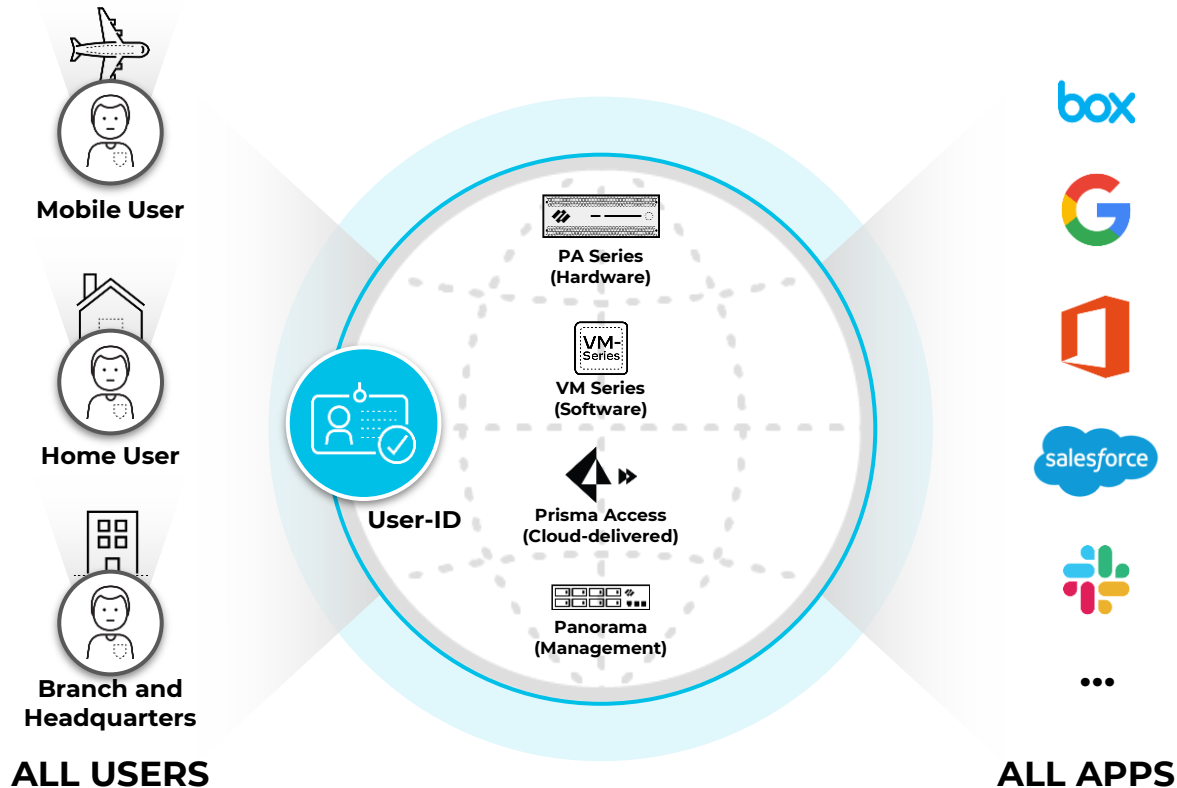 Mobile User
Home User
Branch and
Headquarters
ALL USERS
User-ID
PA Series
(Hardware)
VM-
Series
VM Series
(Software)
Prisma Access
(Cloud-delivered)
Panorama
(Management)
box
G
salesforce
...
ALL APPS